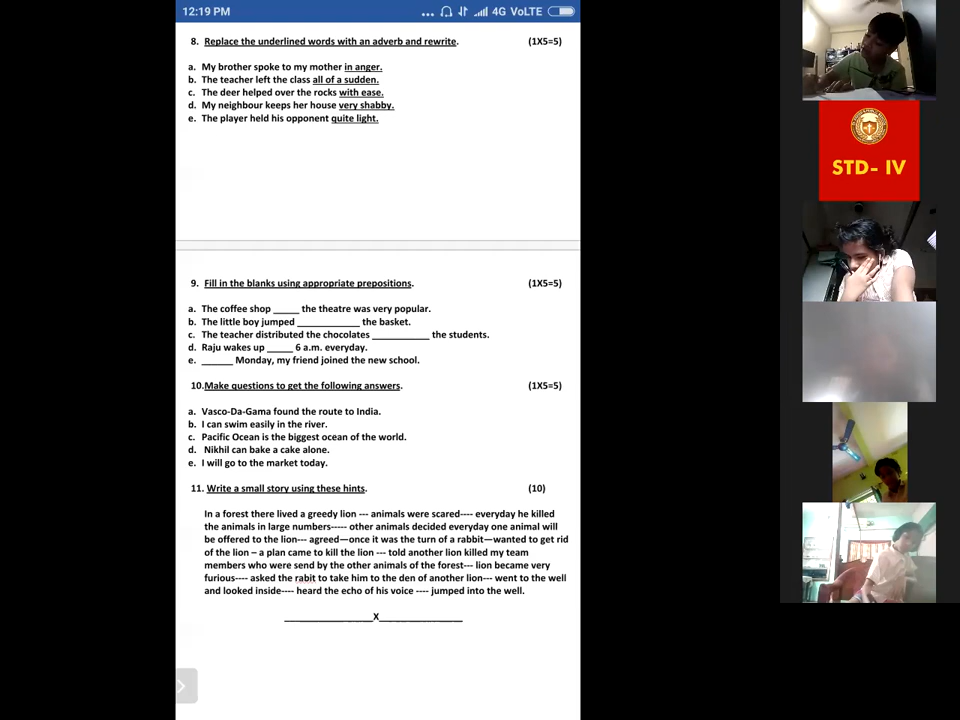 12:19 PM ... 4G VoLTE
8. Replace the underlined words with an adverb and rewrite. (1X5=5)
a. My brother spoke to my mother in anger.
b. The teacher left the class all of a sudden.
c. The deer helped over the rocks with ease.
d. My neighbour keeps her house very shabby.
e. The player held his opponent quite light.
9. Fill in the blanks using appropriate prepositions. (1X5=5)
a. The coffee shop _____ the theatre was very popular.
b. The little boy jumped ____________ the basket.
c. The teacher distributed the chocolates ___________ the students.
d. Raju wakes up _____ 6 a.m. everyday.
e. ______ Monday, my friend joined the new school.
10.Make questions to get the following answers. (1X5=5)
a. Vasco-Da-Gama found the route to India.
b. I can swim easily in the river.
c. Pacific Ocean is the biggest ocean of the world.
d. Nikhil can bake a cake alone.
e. I will go to the market today.
11. Write a small story using these hints. (10)
In a forest there lived a greedy lion --- animals were scared---- everyday he killed
the animals in large numbers----- other animals decided everyday one animal will
be offered to the lion--- agreed—once it was the turn of a rabbit—wanted to get rid
of the lion – a plan came to kill the lion --- told another lion killed my team
members who were send by the other animals of the forest--- lion became very
furious---- asked the rabit to take him to the den of another lion--- went to the well
and looked inside---- heard the echo of his voice ---- jumped into the well.
_________________X________________
STD- IV